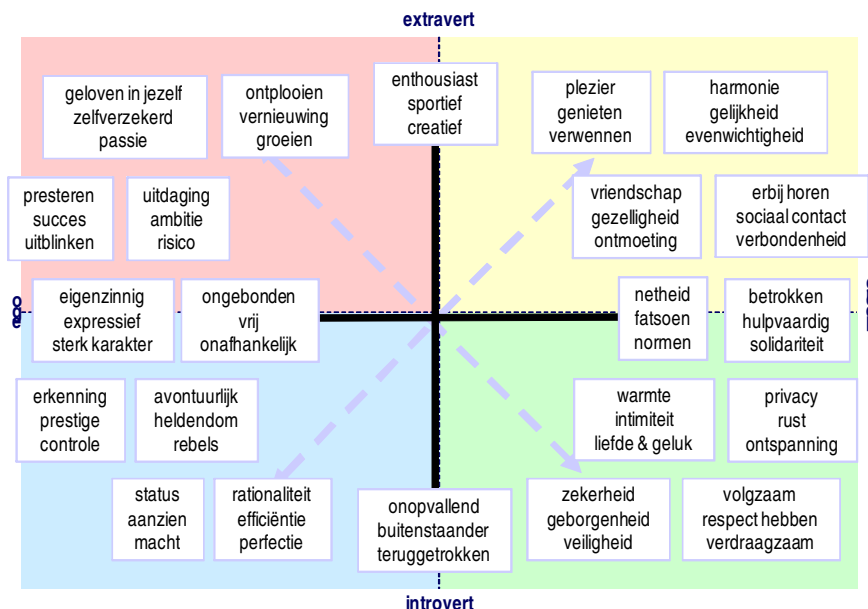 extravert
geloven in jezelf
zelfverzekerd
passie
ontplooien
vernieuwing
groeien
enthousiast
sportief
creatief
plezier
genieten
verwennen
harmonie
gelijkheid
evenwichtigheid
presteren
succes
uitblinken
uitdaging
ambitie
risico
vriendschap
gezelligheid
ontmoeting
erbij horen
sociaal contact
verbondenheid
eigenzinnig
expressief
sterk karakter
ongebonden
vrij
onafhankelijk
netheid
fatsoen
normen
betrokken
hulpvaardig
solidariteit
erkenning
prestige
controle
avontuurlijk
heldendom
rebels
warmte
intimiteit
liefde & geluk
privacy
rust
ontspanning
status
aanzien
macht
rationaliteit
efficiëntie
perfectie
onopvallend
buitenstaander
teruggetrokken
zekerheid
geborgenheid
veiligheid
volgzaam
respect hebben
verdraagzaam
introvert